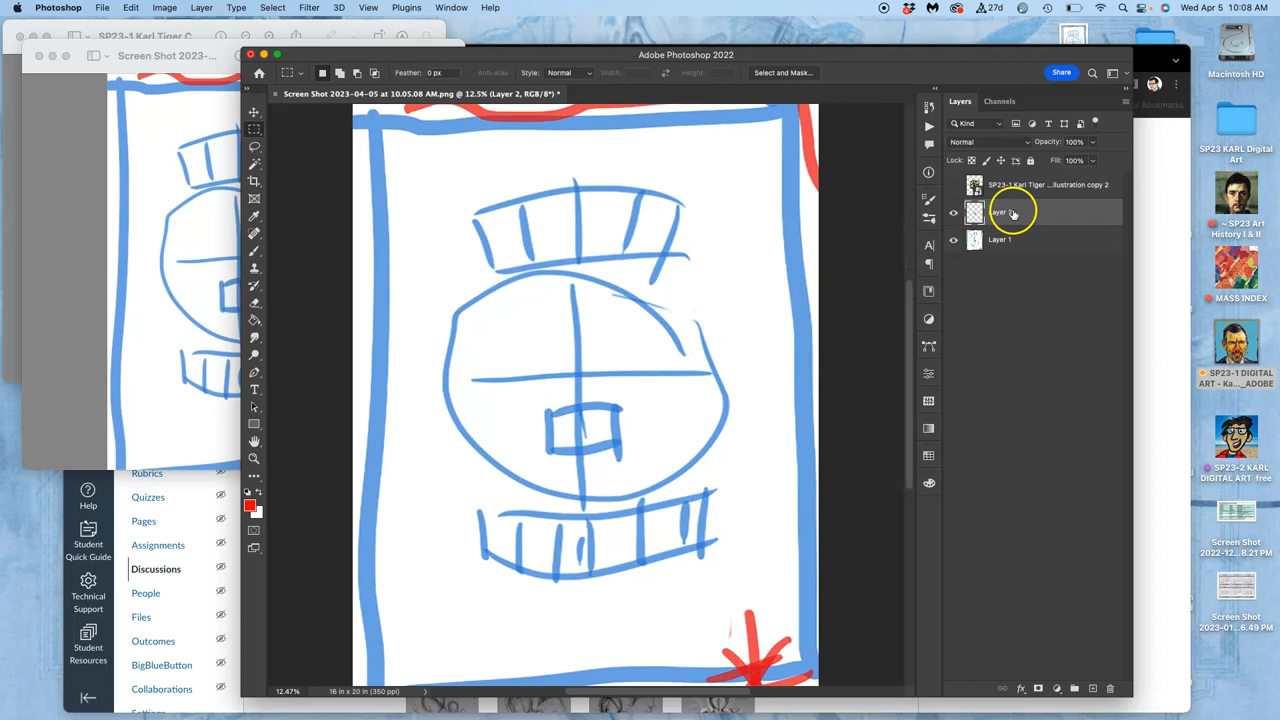 Photoshop File Edit Image Layer Type Select Filter 3D View Plugins Window Help
27d
Wed Apr 5 10:08 AM
SP23-1 Karl Tiger C
Screen Shot 2023-...
Adobe Photoshop 2022
Feather: 0 px Anti-alias Style: Normal Width: Height: Select and Mask... Share
Screen Shot 2023-04-05 at 10.05.08 AM.png @ 12.5% (Layer 2, RGB/8*) *
Layers Channels
Kind
Normal Opacity: 100%
Lock: Fill: 100%
SP23-1 Karl Tiger ...llustration copy 2
Layer 1
12.47% 16 in x 20 in (350 ppi)
r Bookmarks
Help
Student
Quick Guide
Technical
Support
Student
Resources
Rubrics
Quizzes
Pages
Assignments
Discussions
People
Files
Outcomes
BigBlueButton
Collaborations
Settings
Macintosh HD
SP23 KARL Digital
Art
~ SP23 Art
History I & II
MASS INDEX
SP23-1 DIGITAL
ART - Ka..._ADOBE
SP23-2 KARL
DIGITAL ART free
Screen Shot
2022-12...8.21 PM
Screen Shot
2023-01...6.49 PM